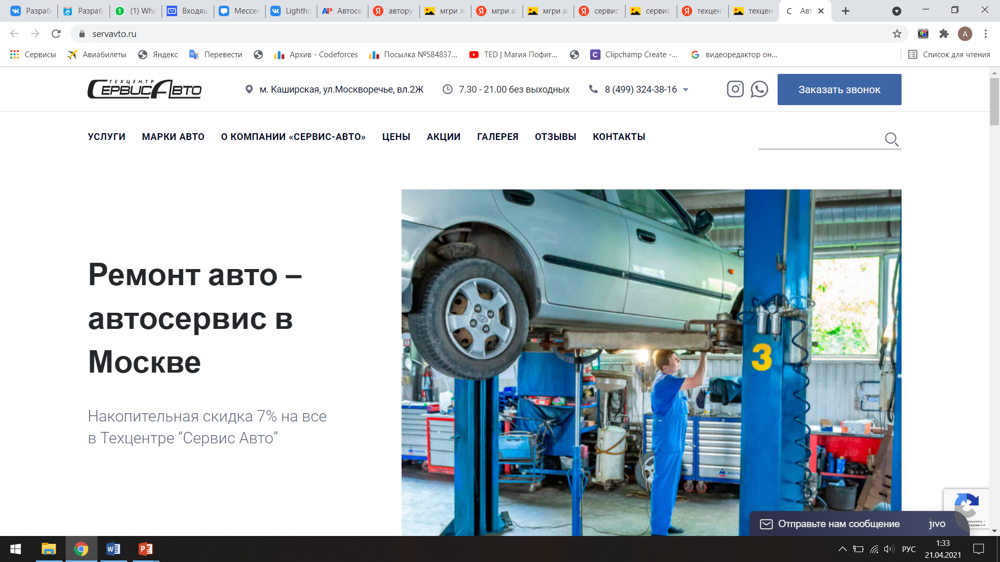 Разраб
Разраб
(1) Wha
Входящ
Мессен
Lightho
Автосе
автору
мгри л
мгри а
мгри а
сервис
сервис
техцен
техцен
Авт
servavto.ru
A
Сервисы
Авиабилеты
Яндекс
Перевести
Архив - Codeforces
Посылка №584837...
TED | Магия Пофиг...
Clipchamp Create -...
видеоредактор он...
Список для чтения
ТЕХЦЕНТР
СЕРВИСАВТО
м. Каширская, ул.Москворечье, вл.2Ж
7.30 - 21.00 без выходных
8 (499) 324-38-16
Заказать звонок
УСЛУГИ
МАРКИ АВТО
О КОМПАНИИ «СЕРВИС-АВТО»
ЦЕНЫ
АКЦИИ
ГАЛЕРЕЯ
ОТЗЫВЫ
КОНТАКТЫ
Ремонт авто –
автосервис в
Москве
Накопительная скидка 7% на все
в Техцентре “Сервис Авто”
3
Отправьте нам сообщение
jivo
РУС
1:33
21.04.2021